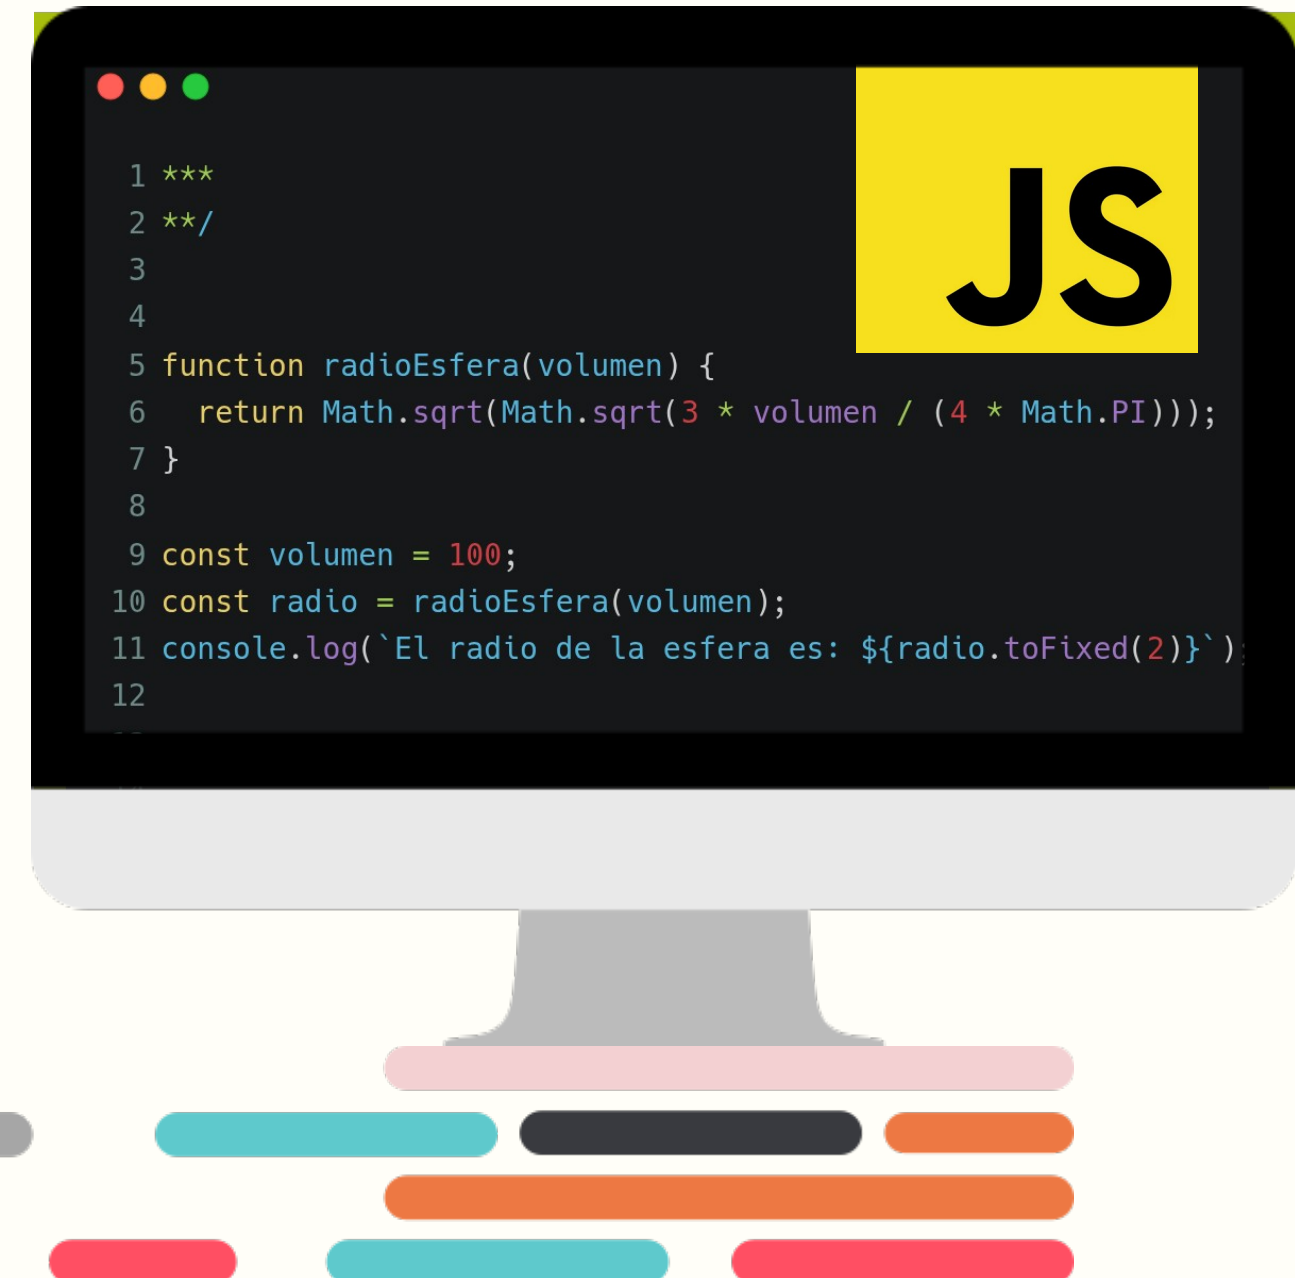 JS
1 ***
2 **/
3
4
5 function radioEsfera(volumen) {
6   return Math.sqrt(Math.sqrt(3 * volumen / (4 * Math.PI)));
7 }
8
9 const volumen = 100;
10 const radio = radioEsfera(volumen);
11 console.log(`El radio de la esfera es: ${radio.toFixed(2)}`);
12